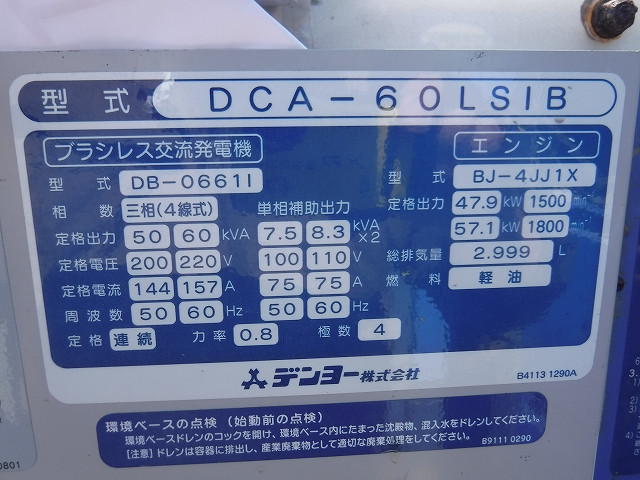 型式 DCA-60LSIB
ブラシレス交流発電機
型式 DB-0661I
相数 三相(4線式) 単相補助出力
定格出力 50 60 kVA 7.5 8.3 kVA×2
定格電圧 200 220 V 100 110 V
定格電流 144 157 A 75 75 A
周波数 50 60 Hz 50 60 Hz
定格 連続 力率 0.8 極数 4
エンジン
型式 BJ-4JJ1X
定格出力 47.9 kW 1500 min⁻¹
57.1 kW 1800 min⁻¹
総排気量 2.999 L
燃料 軽油
デンヨー株式会社
B4113 1290A
環境ベースの点検(始動前の点検)
環境ベースドレンのコックを開け、環境ベース内にたまった沈殿物、混入水をドレンしてください。
[注意]ドレンは容器に排出し、産業廃棄物として適切な廃棄処理をしてください。
B9111 0290
0801